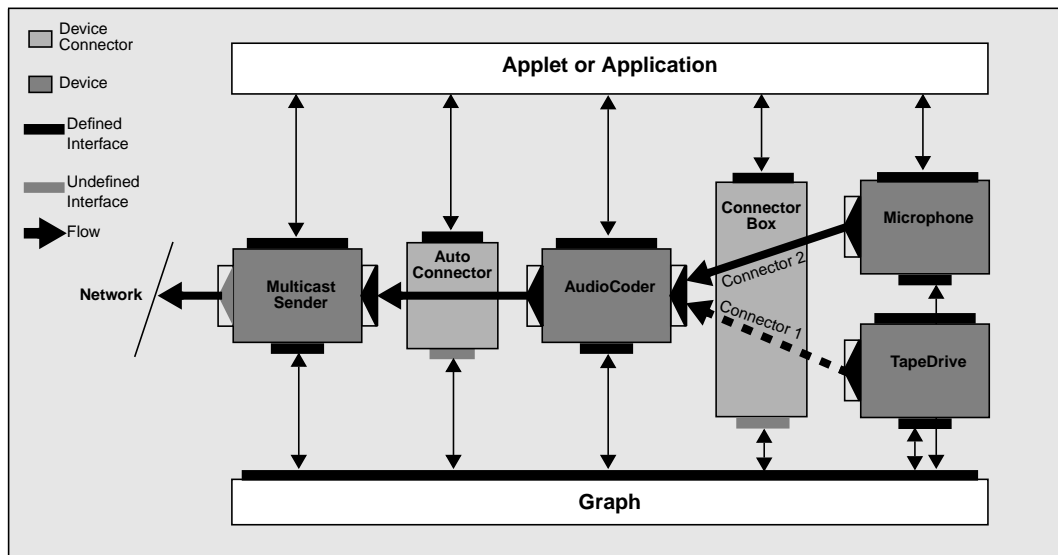 Device
Connector
Device
Defined
Interface
Undefined
Interface
Flow
Applet or Application
Connector
Box
Microphone
Auto
Connector
Multicast
Sender
AudioCoder
Connector 2
Connector 1
Network
TapeDrive
Graph